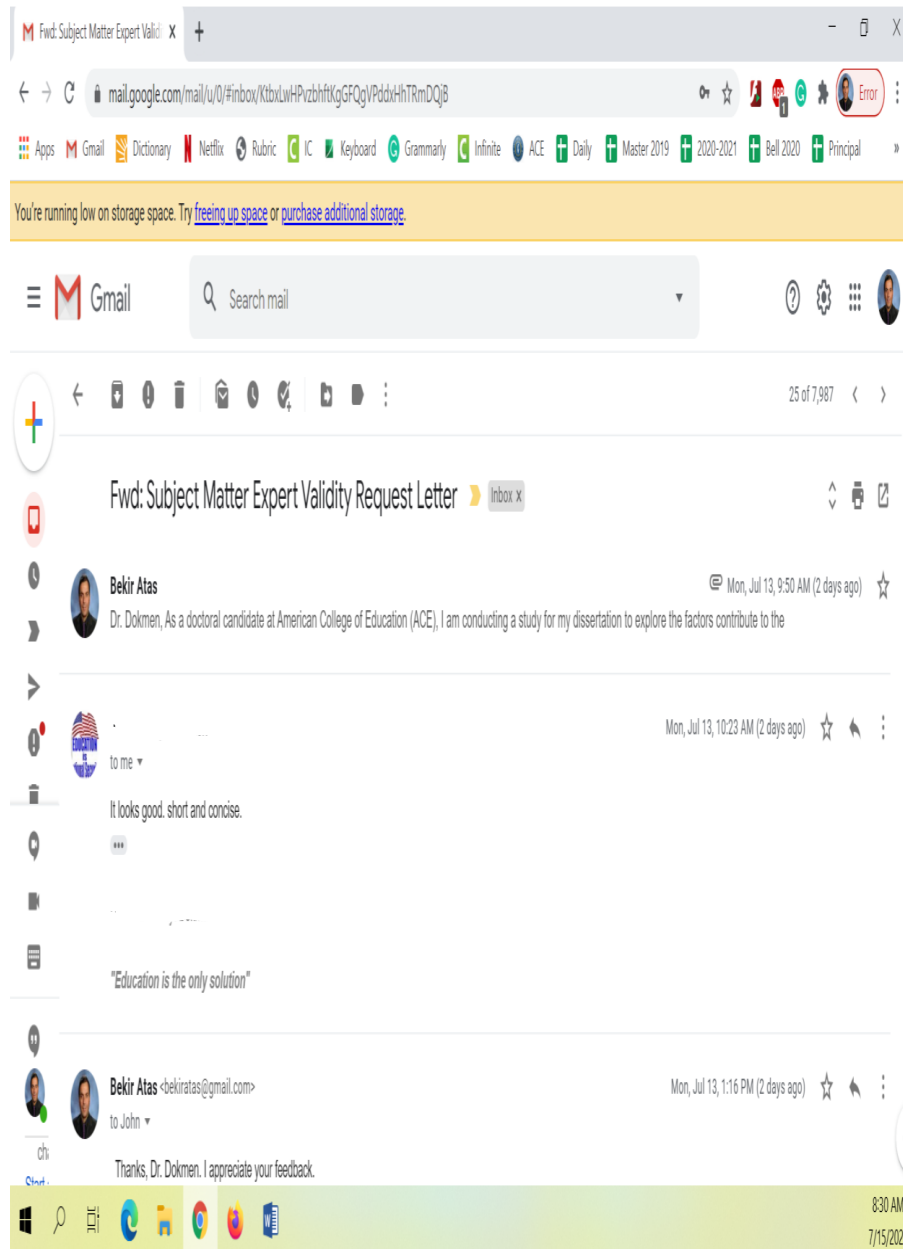 Fwd: Subject Matter Expert Valid
mail.google.com/mail/u/0/#inbox/KtbxLwHPvzbhftKgGFQgVPddxHhTRmDQjB
Error
Apps Gmail Dictionary Netflix Rubric IC Keyboard Grammarly Infinite ACE Daily Master 2019 2020-2021 Bell 2020 Principal »
You're running low on storage space. Try freeing up space or purchase additional storage.
Gmail Search mail
25 of 7,987
Fwd: Subject Matter Expert Validity Request Letter Inbox x
Bekir Atas Mon, Jul 13, 9:50 AM (2 days ago)
Dr. Dokmen, As a doctoral candidate at American College of Education (ACE), I am conducting a study for my dissertation to explore the factors contribute to the
Mon, Jul 13, 10:23 AM (2 days ago)
EDUCATION
to me
It looks good. short and concise.
"Education is the only solution"
Bekir Atas <bekiratas@gmail.com> Mon, Jul 13, 1:16 PM (2 days ago)
to John
Thanks, Dr. Dokmen. I appreciate your feedback.
8:30 AM
7/15/202